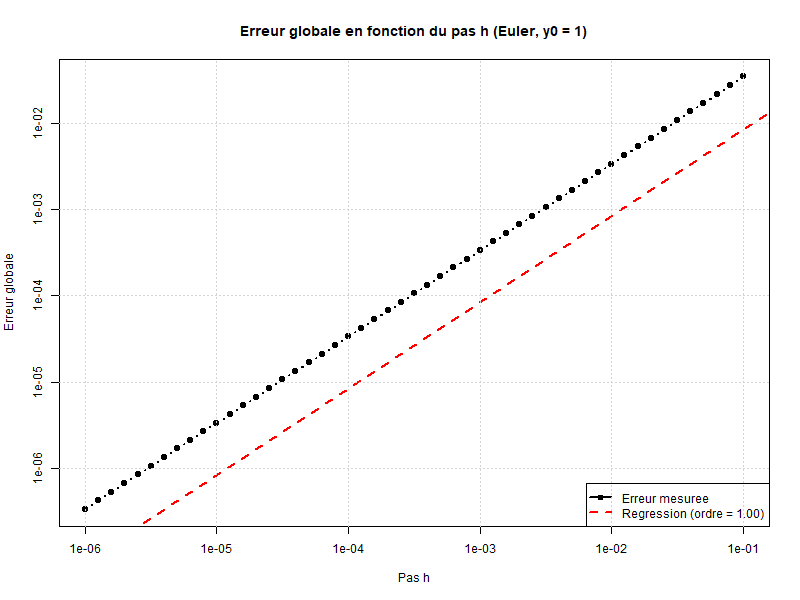 Erreur globale en fonction du pas h (Euler, y0 = 1)
Erreur globale
1e-02
1e-03
1e-04
1e-05
1e-06
1e-06 1e-05 1e-04 1e-03 1e-02 1e-01
Pas h
Erreur mesuree
Regression (ordre = 1.00)